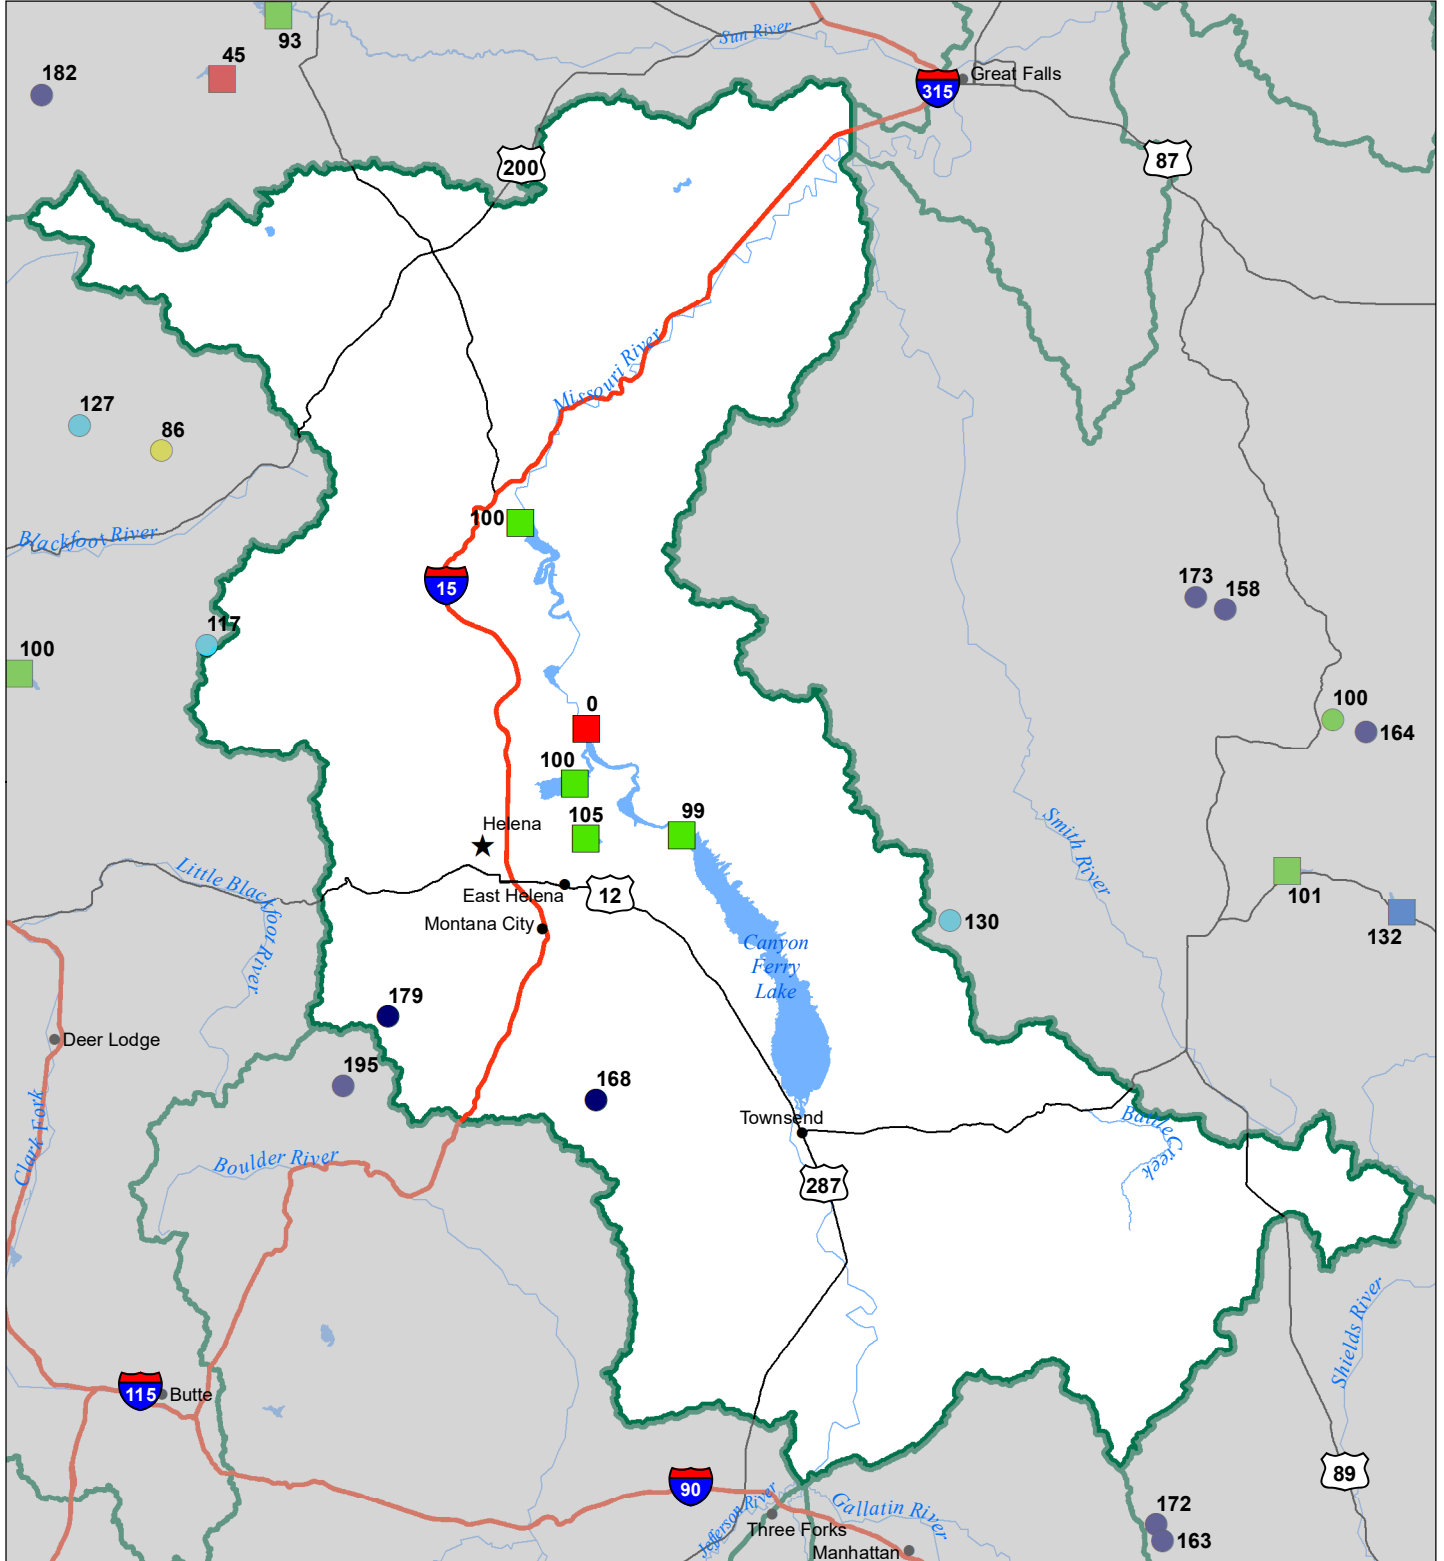 93
45
182
Sun River
315
Great Falls
200
87
Missouri River
127
86
Blackfoot River
100
15
117
100
173
158
0
100
164
100
105
99
Helena
Smith River
Little Blackfoot River
East Helena
12
Montana City
101
132
130
Canyon
Ferry
Lake
179
Deer Lodge
195
168
Townsend
Battle Creek
Clark Fork
Boulder River
287
Shields River
115
Butte
90
89
Jefferson River
Gallatin River
172
Three Forks
163
Manhattan